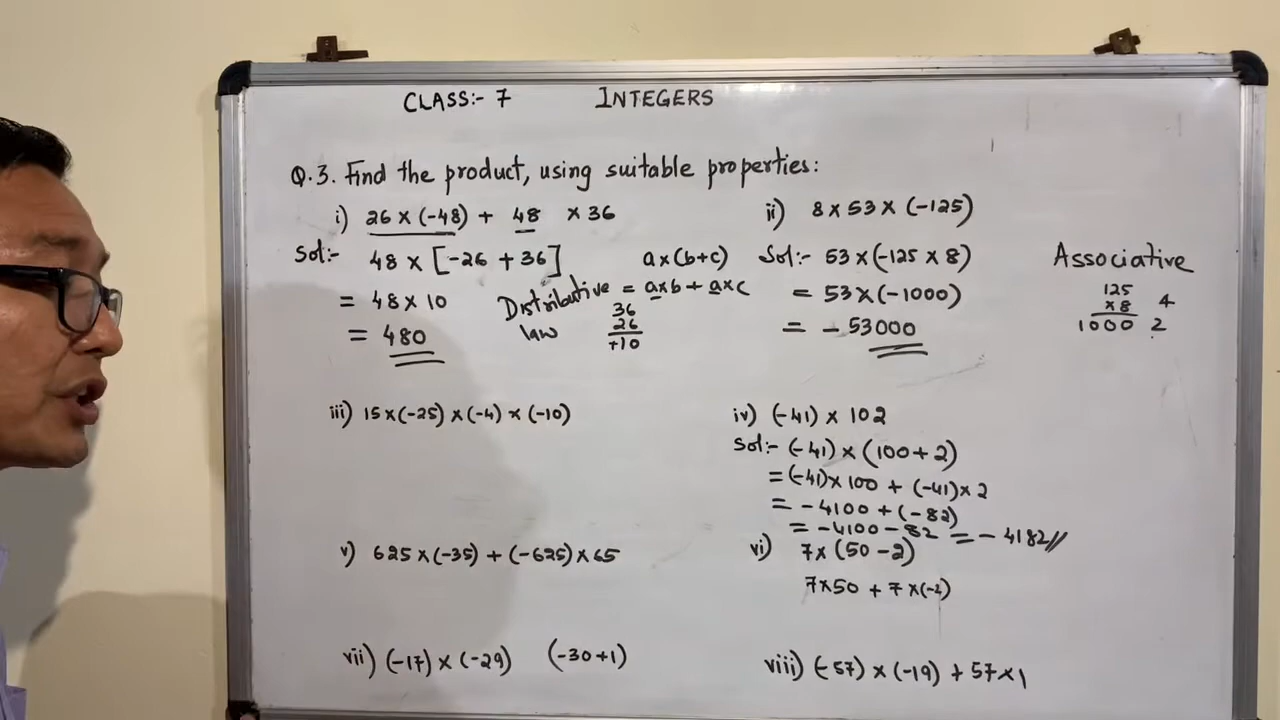 CLASS:- 7 INTEGERS
Q.3. Find the product, using suitable properties:
i) 26 × (-48) + 48 × 36
Sol:- 48 × [-26 + 36]
= 48 × 10
= 480
a×(b+c)
Distributive = a×b + a×c
law
36
26
+10
ii) 8 × 53 × (-125)
Sol:- 53 × (-125 × 8)
= 53 × (-1000)
= - 53000
Associative
125
×8 4
1000 2
iii) 15 × (-25) × (-4) × (-10)
iv) (-41) × 102
Sol:- (-41) × (100 + 2)
= (-41) × 100 + (-41) × 2
= - 4100 + (-82)
= - 4100 - 82 = - 4182//
v) 625 × (-35) + (-625) × 65
vi) 7 × (50 - 2)
7×50 + 7 × (-2)
vii) (-17) × (-29) (-30+1)
viii) (-57) × (-19) + 57 × 1